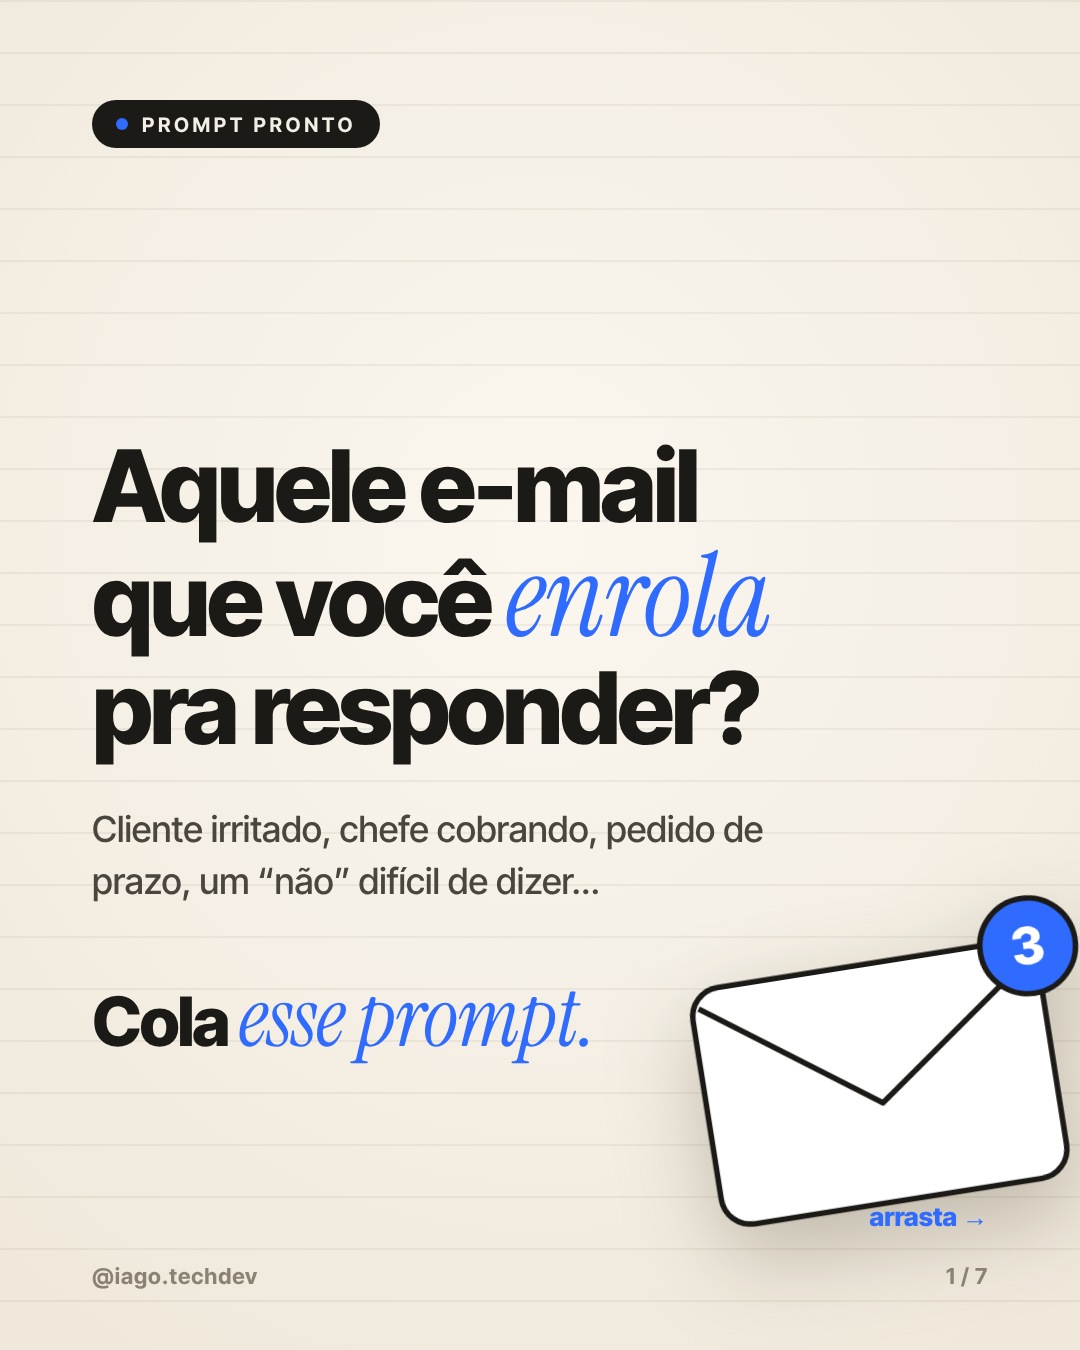 PROMPT PRONTO
Aquele e-mail
que você enrola
pra responder?
Cliente irritado, chefe cobrando, pedido de
prazo, um “não” difícil de dizer...
3
Cola esse prompt.
arrasta →
@iago.techdev
1 / 7